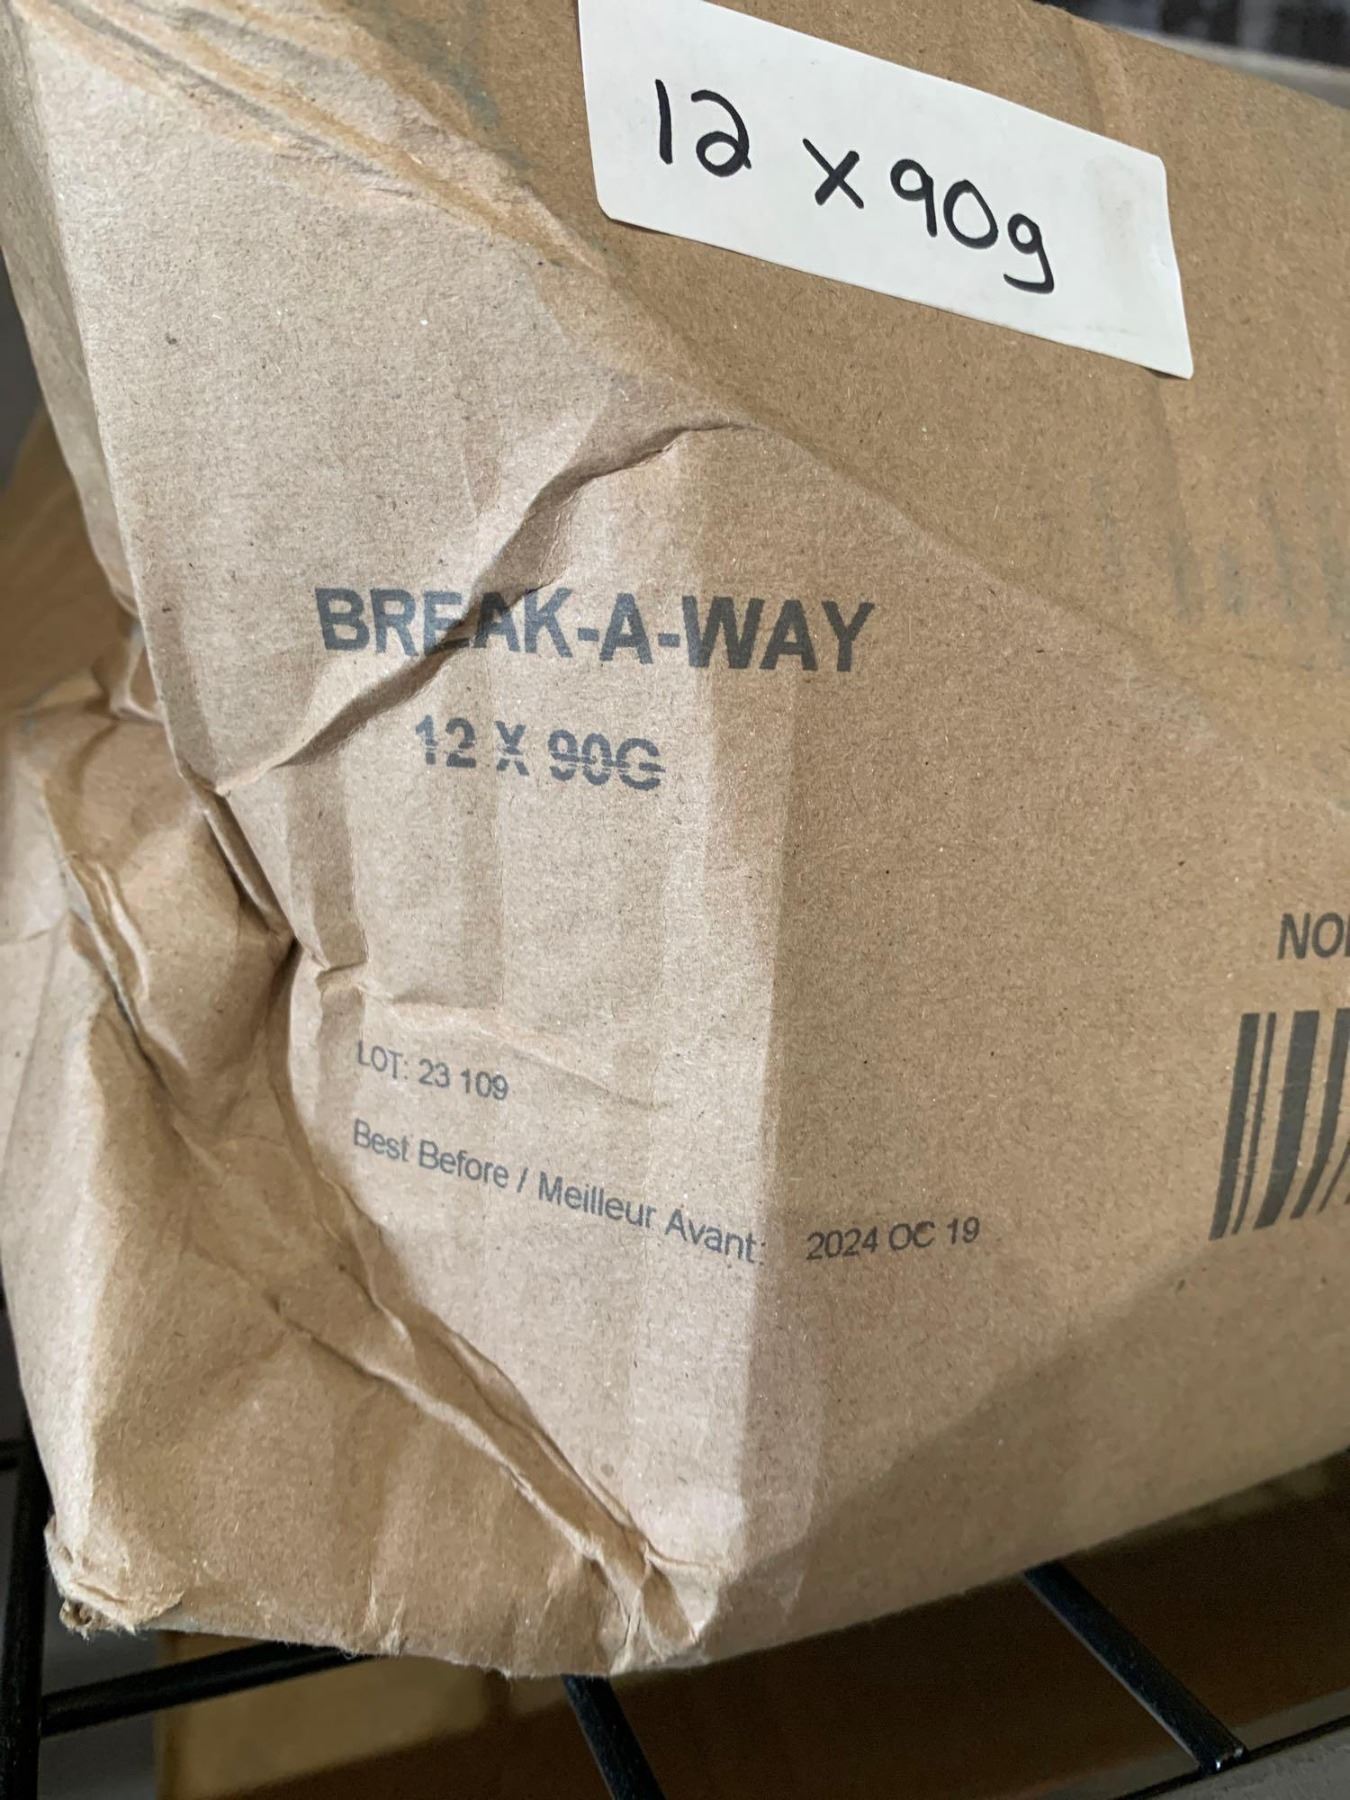 12 x 90g
BREAK-A-WAY
12 X 90G
LOT: 23 109
Best Before / Meilleur Avant: 2024 OC 19